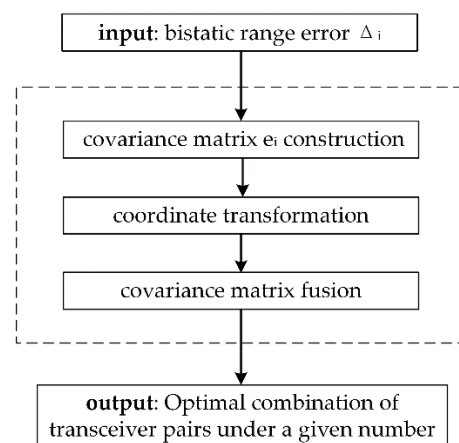 input: bistatic range error Δi
covariance matrix ei construction
coordinate transformation
covariance matrix fusion
output: Optimal combination of
transceiver pairs under a given number